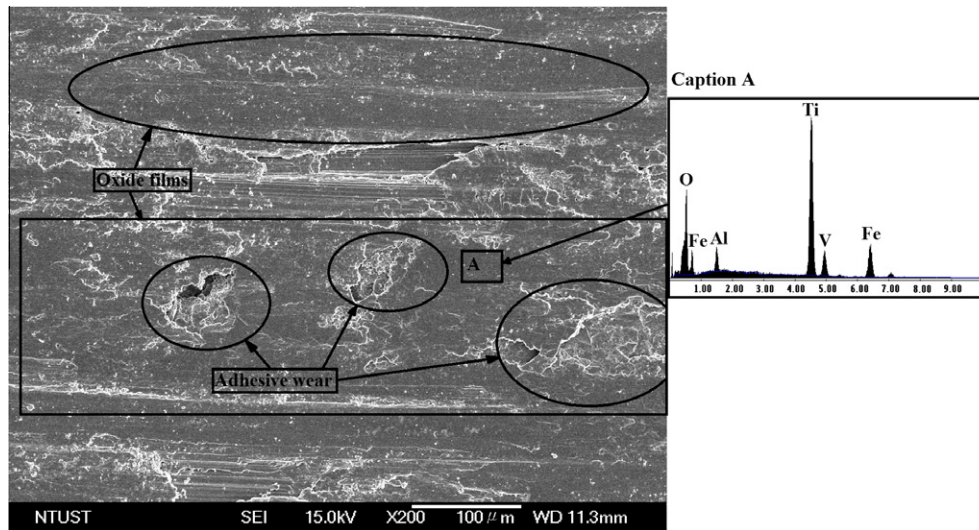 Caption A
Ti
O
Fe Al
V
Fe
1.00 2.00 3.00 4.00 5.00 6.00 7.00 8.00 9.00
Oxide films
A
Adhesive wear
NTUST SEI 15.0kV X200 100μm WD 11.3mm